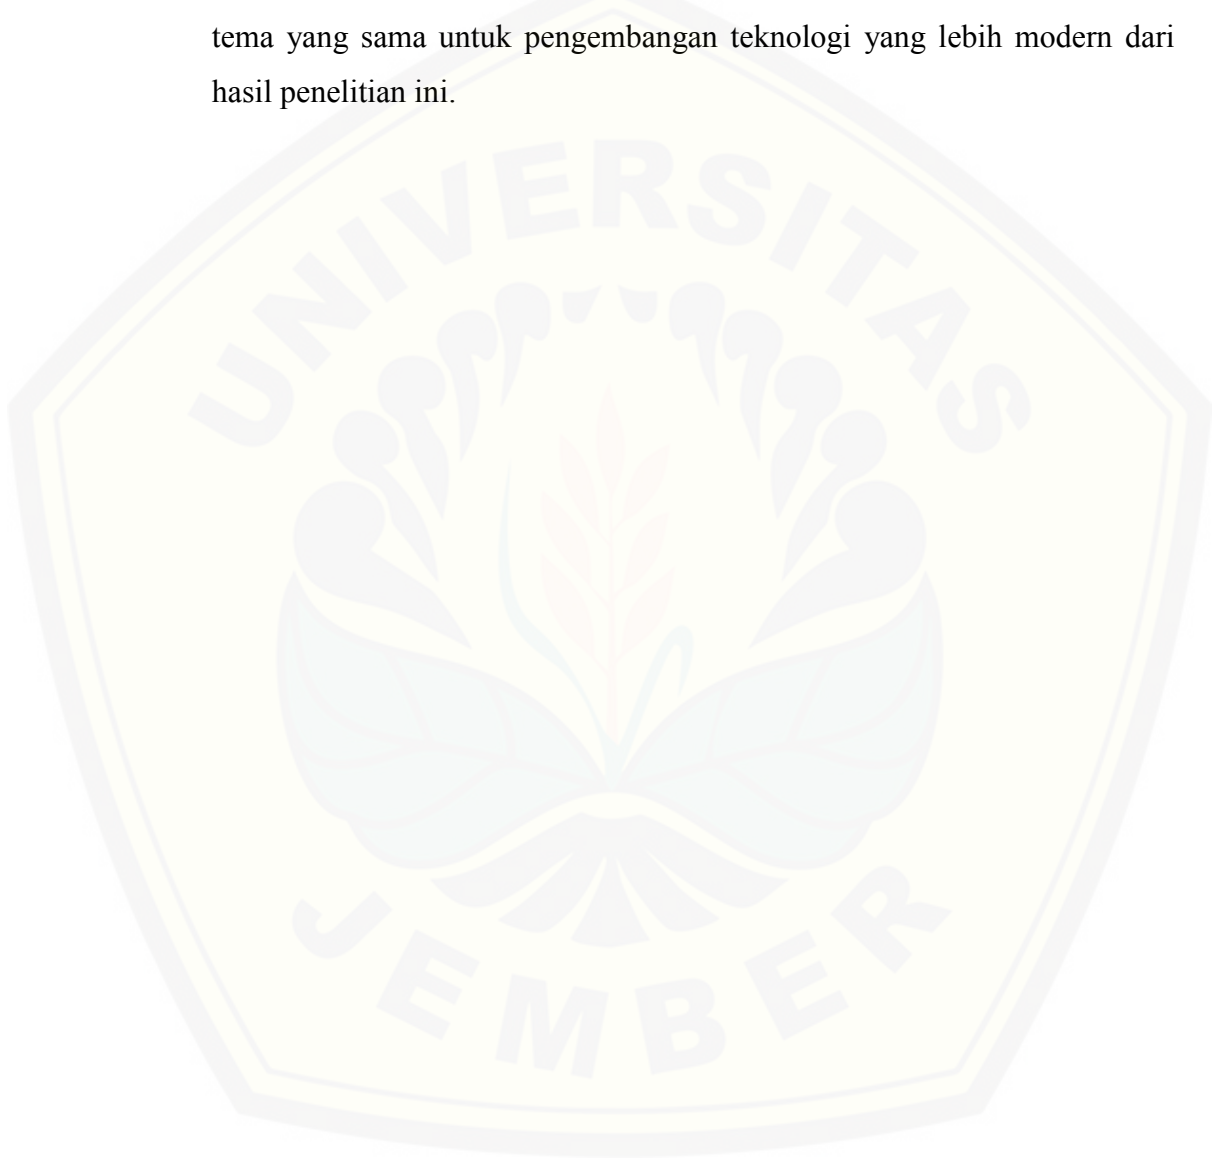 tema yang sama untuk pengembangan teknologi yang lebih modern dari
hasil penelitian ini.
UNIVERSITAS
JEMBER